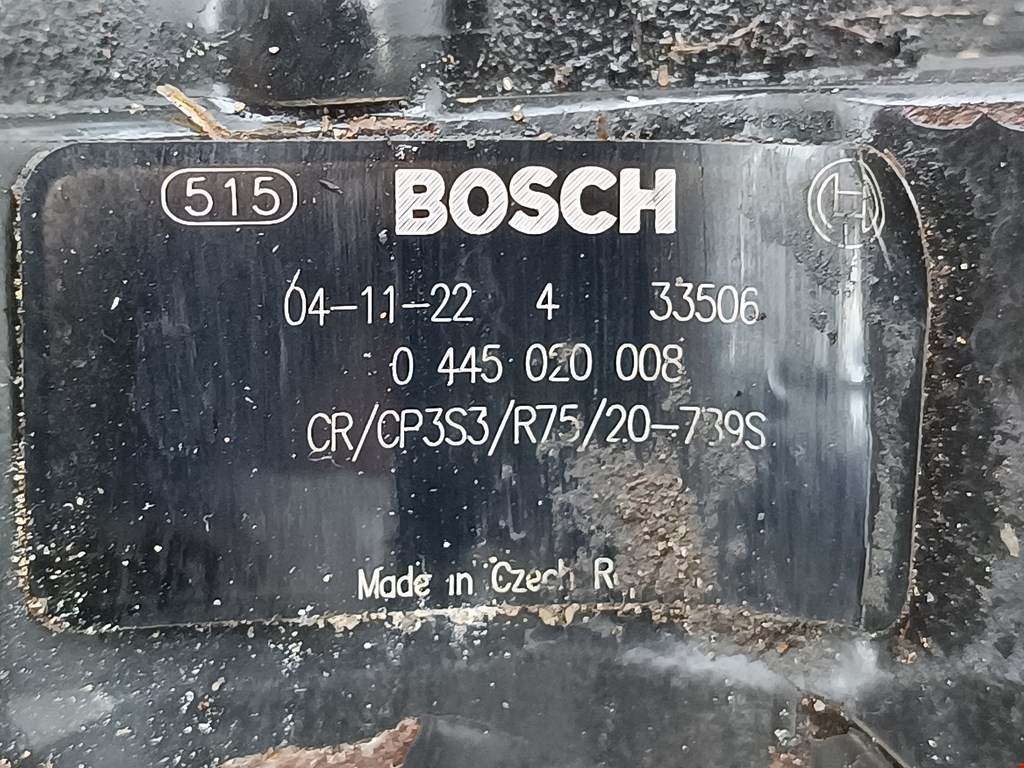 515 BOSCH
04-11-22 4 33506
0 445 020 008
CR/CP3S3/R75/20-739S
Made in Czech